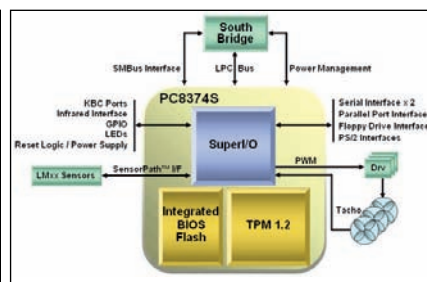 South
Bridge
SMBus Interface
LPC Bus
Power Management
PC8374S
KBC Ports
Infrared Interface
GPIO
LEDs
Reset Logic / Power Supply
SuperI/O
Serial Interface x 2
Parallel Port Interface
Floppy Drive Interface
PS/2 Interfaces
LMxx Sensors
SensorPath™ I/F
PWM
Drv
Tacho
Integrated
BIOS
Flash
TPM 1.2